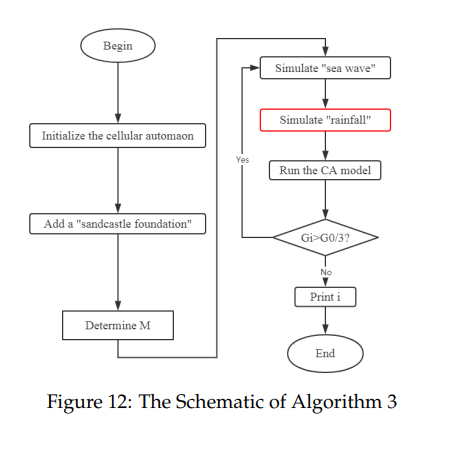 Begin
Initialize the cellular automaon
Add a "sandcastle foundation"
Determine M
Simulate "sea wave"
Simulate "rainfall"
Yes
Run the CA model
Gi>G0/3?
No
Print i
End
Figure 12: The Schematic of Algorithm 3